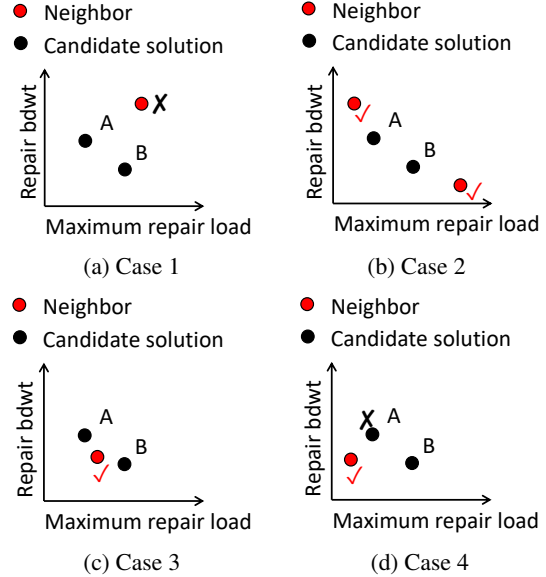 Neighbor
Candidate solution
Repair bdwt
A
B
Maximum repair load
(a) Case 1
Neighbor
Candidate solution
Repair bdwt
A
B
Maximum repair load
(b) Case 2
Neighbor
Candidate solution
Repair bdwt
A
B
Maximum repair load
(c) Case 3
Neighbor
Candidate solution
Repair bdwt
A
B
Maximum repair load
(d) Case 4